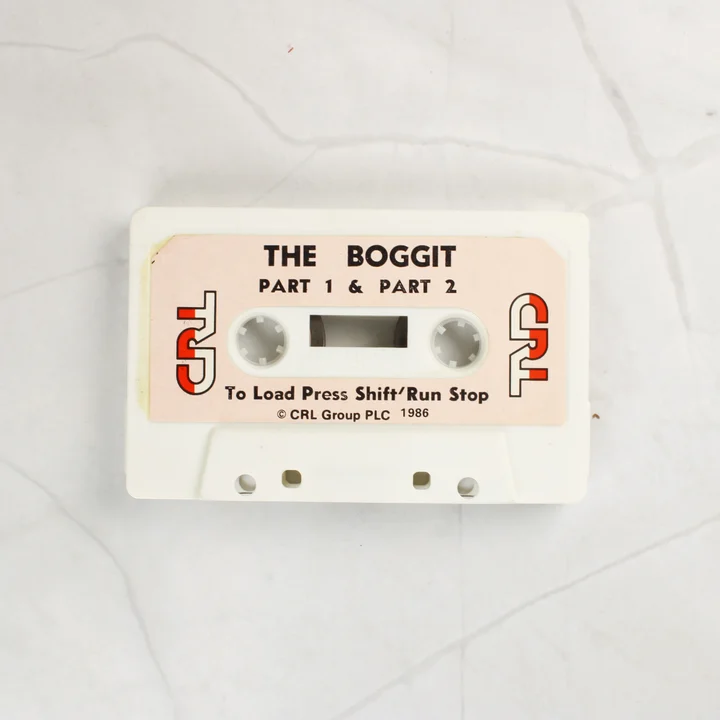 THE BOGGIT
PART 1 & PART 2
CRL
CRL
To Load Press Shift/Run Stop
© CRL Group PLC 1986